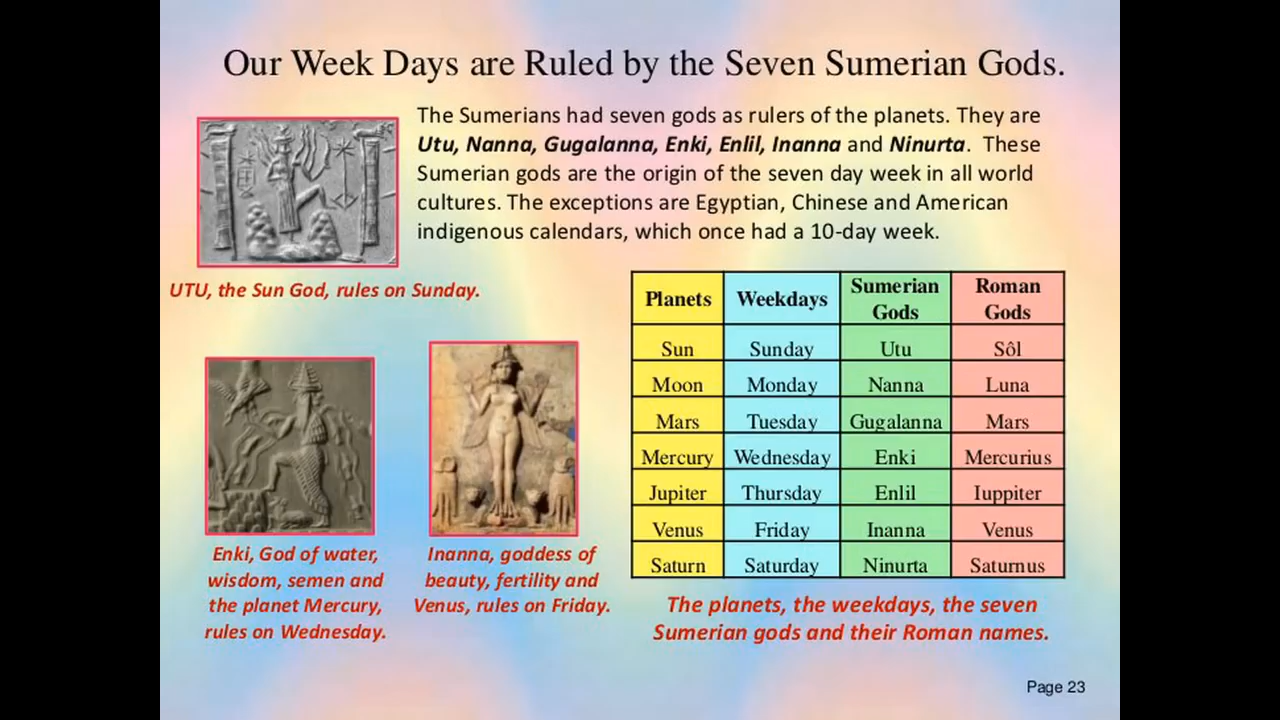 Our Week Days are Ruled by the Seven Sumerian Gods.
The Sumerians had seven gods as rulers of the planets. They are
Utu, Nanna, Gugalanna, Enki, Enlil, Inanna and Ninurta. These
Sumerian gods are the origin of the seven day week in all world
cultures. The exceptions are Egyptian, Chinese and American
indigenous calendars, which once had a 10-day week.
UTU, the Sun God, rules on Sunday.
Enki, God of water,
wisdom, semen and
the planet Mercury,
rules on Wednesday.
Inanna, goddess of
beauty, fertility and
Venus, rules on Friday.
Planets Weekdays Sumerian Gods Roman Gods
Sun Sunday Utu Sôl
Moon Monday Nanna Luna
Mars Tuesday Gugalanna Mars
Mercury Wednesday Enki Mercurius
Jupiter Thursday Enlil Iuppiter
Venus Friday Inanna Venus
Saturn Saturday Ninurta Saturnus
The planets, the weekdays, the seven
Sumerian gods and their Roman names.
Page 23